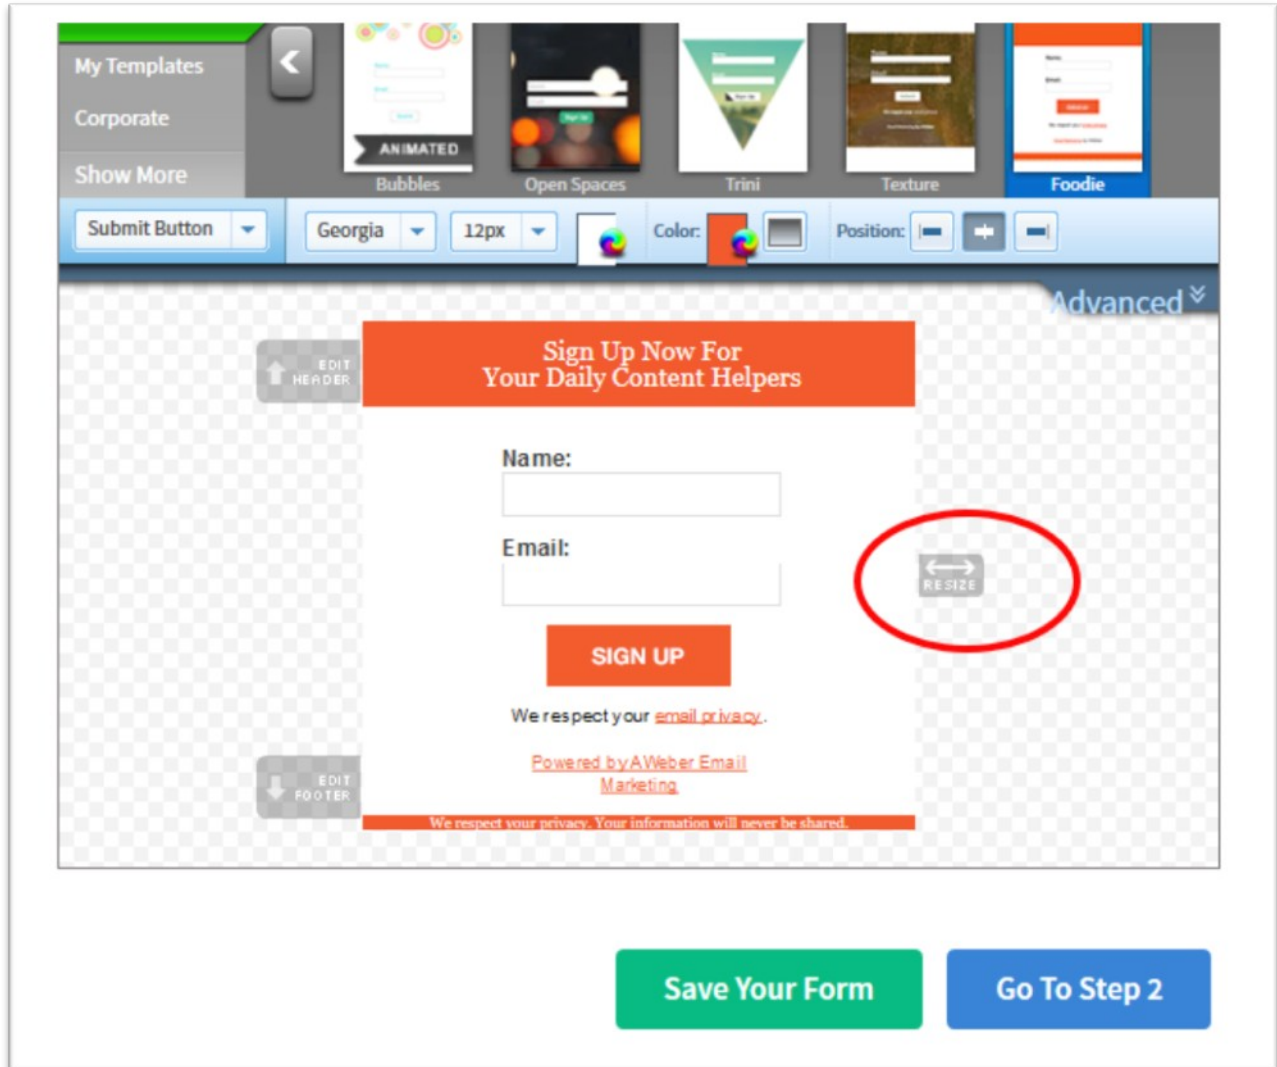 My Templates
Corporate
Show More
ANIMATED
Bubbles
Open Spaces
Trini
Texture
Foodie
Submit Button
Georgia
12px
Color:
Position:
Advanced
EDIT
HEADER
Sign Up Now For
Your Daily Content Helpers
Name:
Email:
RESIZE
SIGN UP
We respect your email privacy.
Powered by AWeber Email
Marketing
EDIT
FOOTER
We respect your privacy. Your information will never be shared.
Save Your Form
Go To Step 2